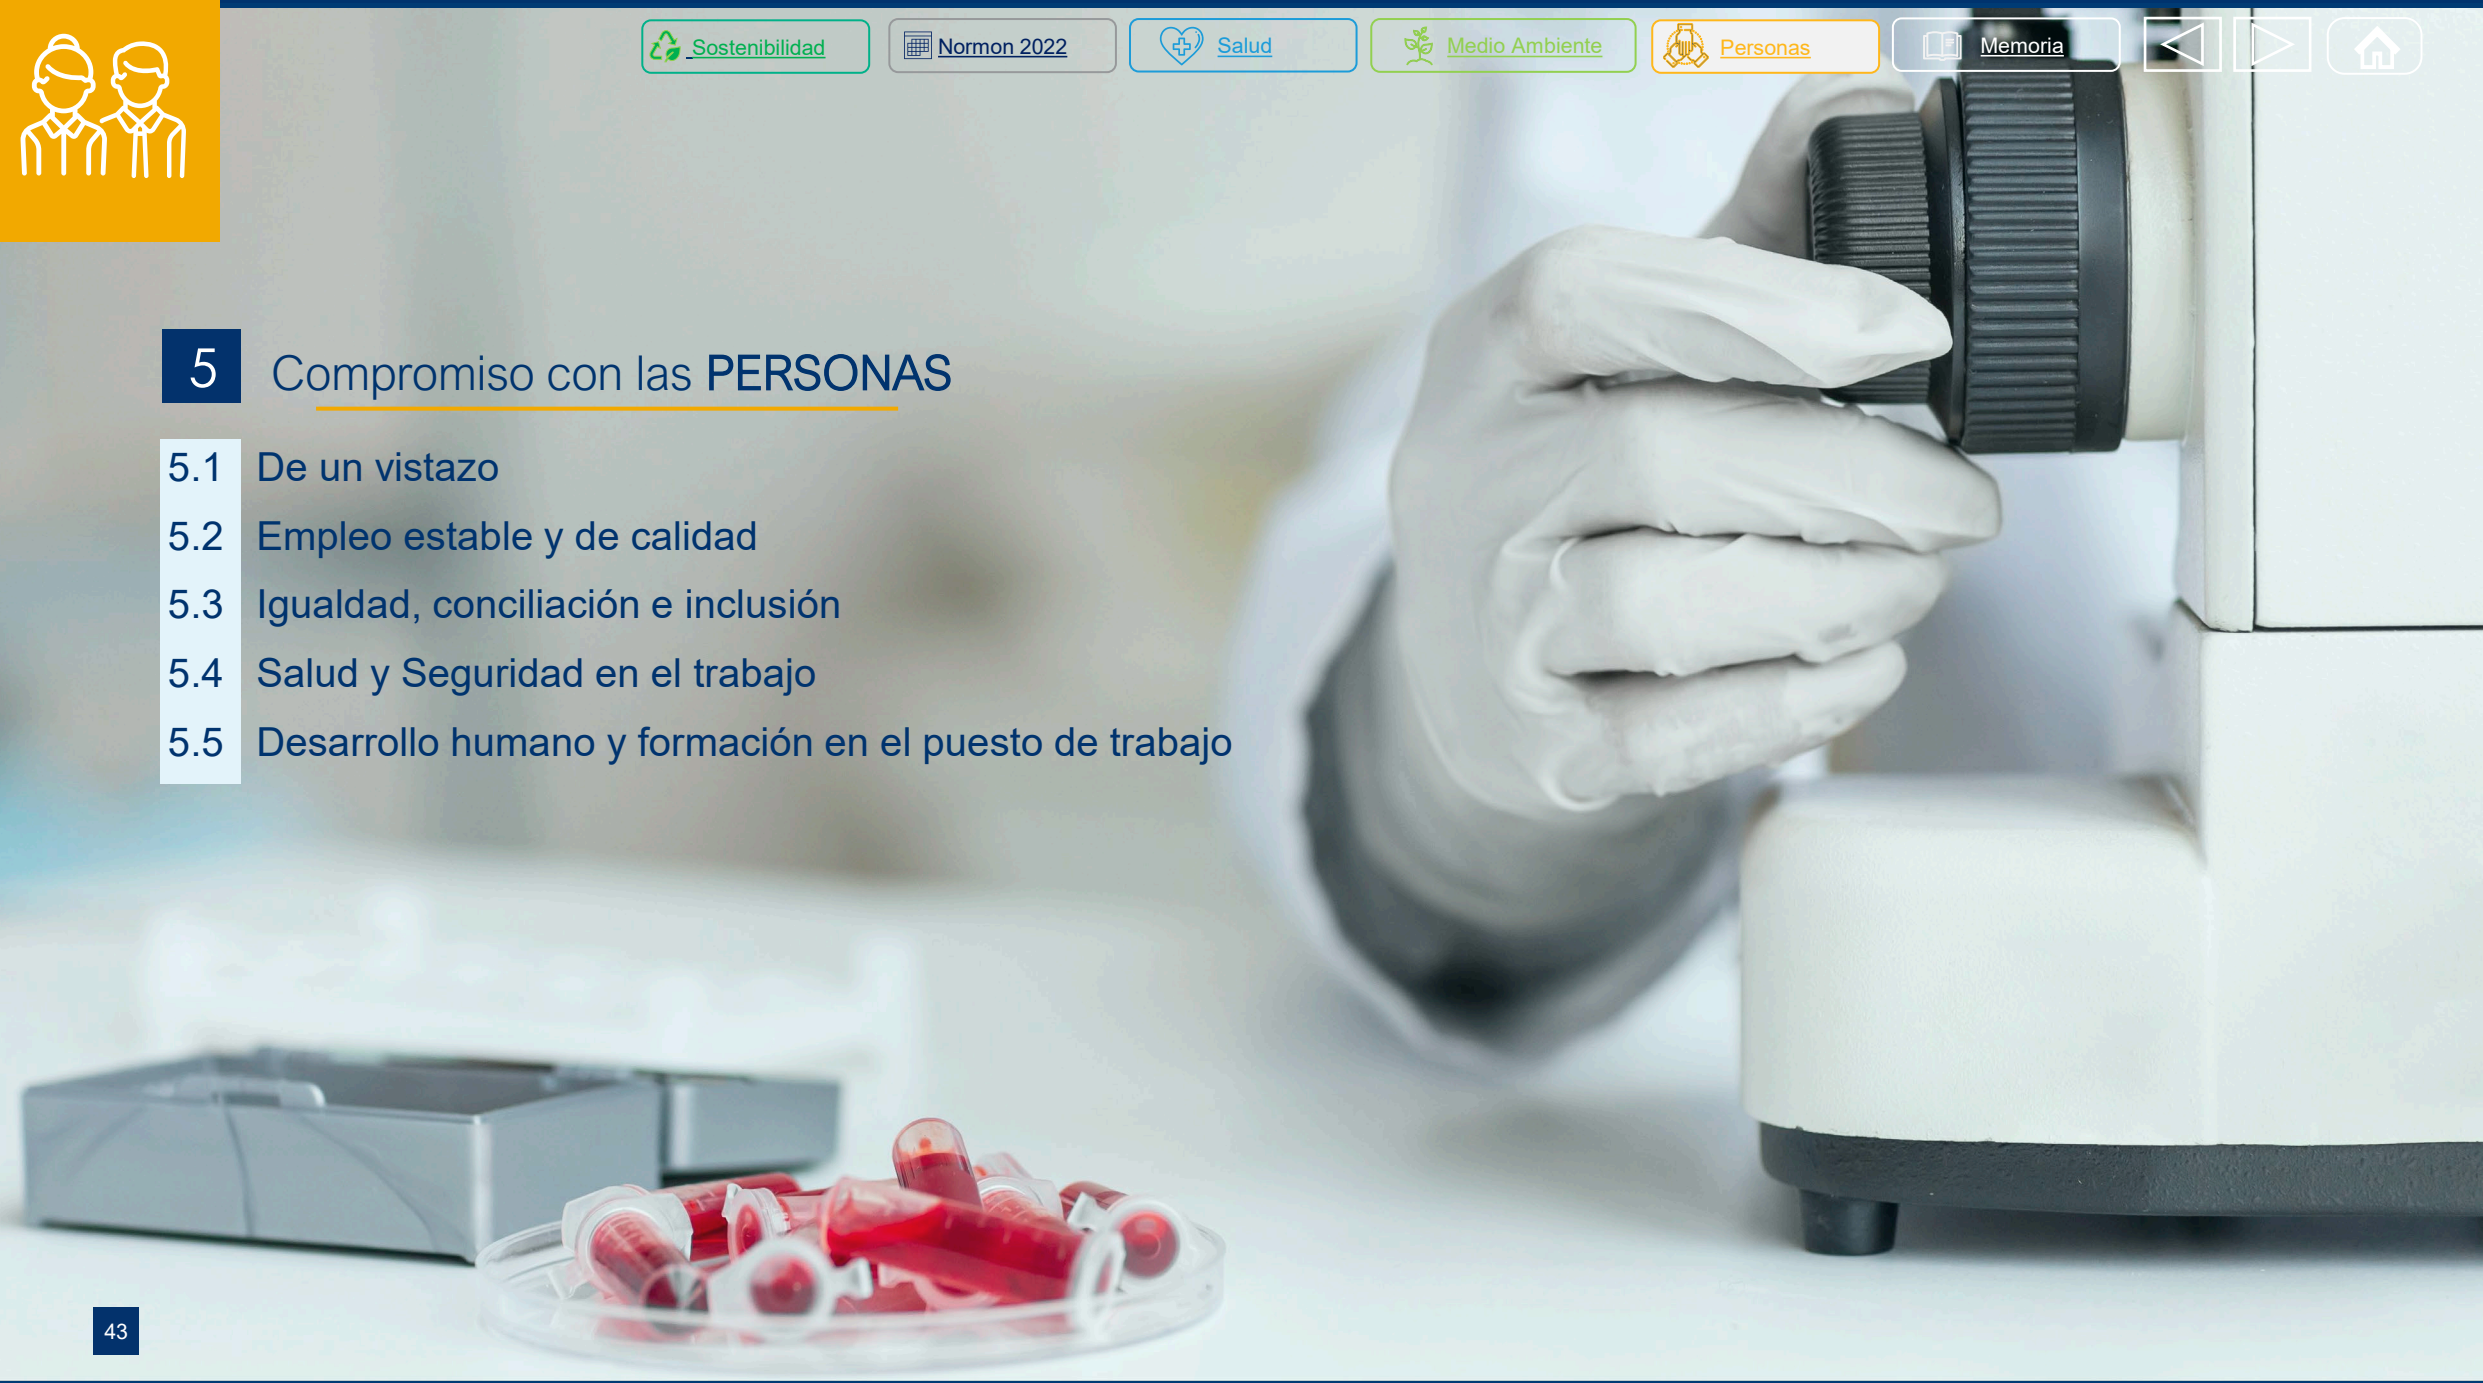 Sostenibilidad
Normon 2022
Salud
Medio Ambiente
Personas
Memoria
5 Compromiso con las PERSONAS
5.1 De un vistazo
5.2 Empleo estable y de calidad
5.3 Igualdad, conciliación e inclusión
5.4 Salud y Seguridad en el trabajo
5.5 Desarrollo humano y formación en el puesto de trabajo
43